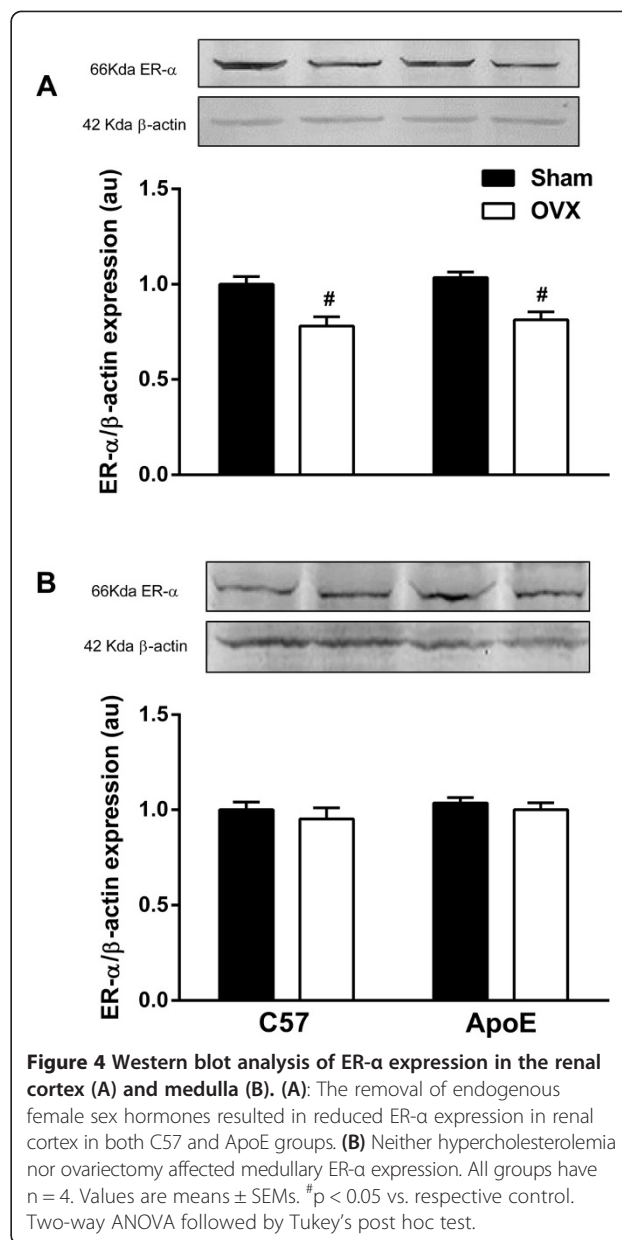 A
66Kda ER-α
42 Kda β-actin
Sham
OVX
ER-α/β-actin expression (au)
1.5
1.0
0.5
0.0
#
#
B
66Kda ER-α
42 Kda β-actin
ER-α/β-actin expression (au)
1.5
1.0
0.5
0.0
C57
ApoE
Figure 4 Western blot analysis of ER-α expression in the renal
cortex (A) and medulla (B). (A): The removal of endogenous
female sex hormones resulted in reduced ER-α expression in renal
cortex in both C57 and ApoE groups. (B) Neither hypercholesterolemia
nor ovariectomy affected medullary ER-α expression. All groups have
n = 4. Values are means ± SEMs. #p < 0.05 vs. respective control.
Two-way ANOVA followed by Tukey's post hoc test.